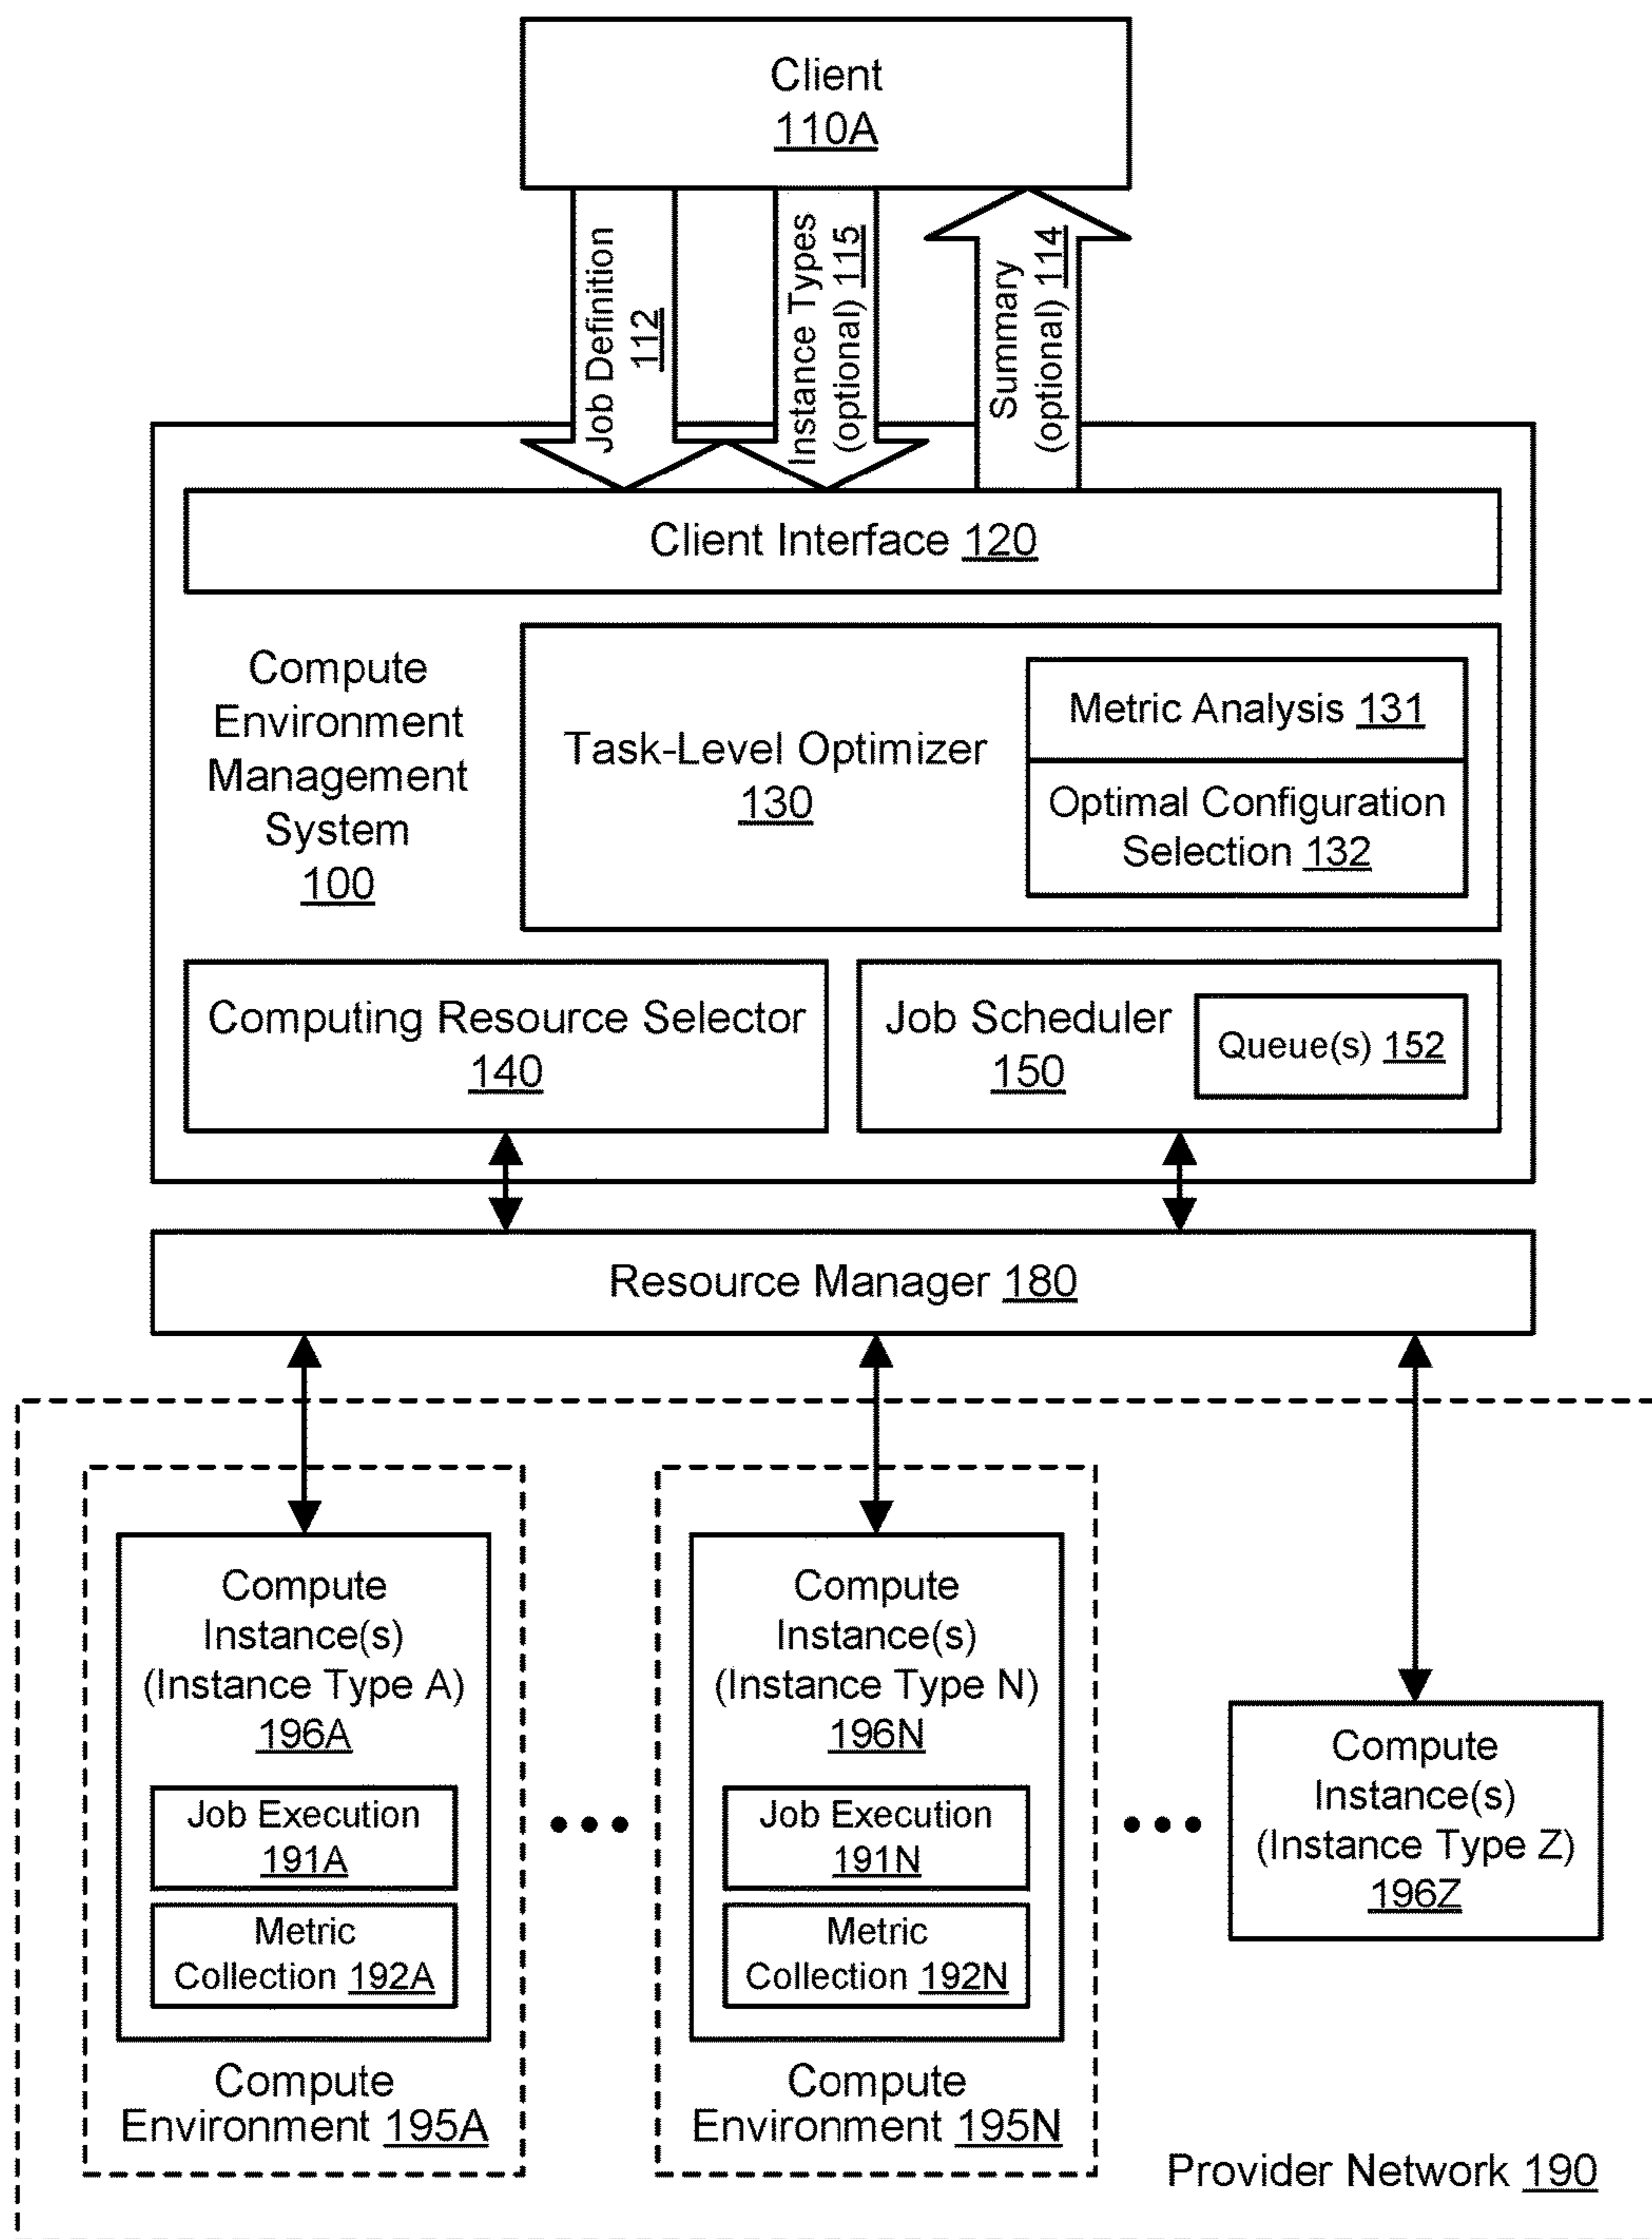 Client
110A
Job Definition
112
Instance Types
(optional) 115
Summary
(optional) 114
Client Interface 120
Compute
Environment
Management
System
100
Task-Level Optimizer
130
Metric Analysis 131
Optimal Configuration
Selection 132
Computing Resource Selector
140
Job Scheduler
150
Queue(s) 152
Resource Manager 180
Compute
Instance(s)
(Instance Type A)
196A
Job Execution
191A
Metric
Collection 192A
Compute
Environment 195A
Compute
Instance(s)
(Instance Type N)
196N
Job Execution
191N
Metric
Collection 192N
Compute
Environment 195N
Compute
Instance(s)
(Instance Type Z)
196Z
Provider Network 190